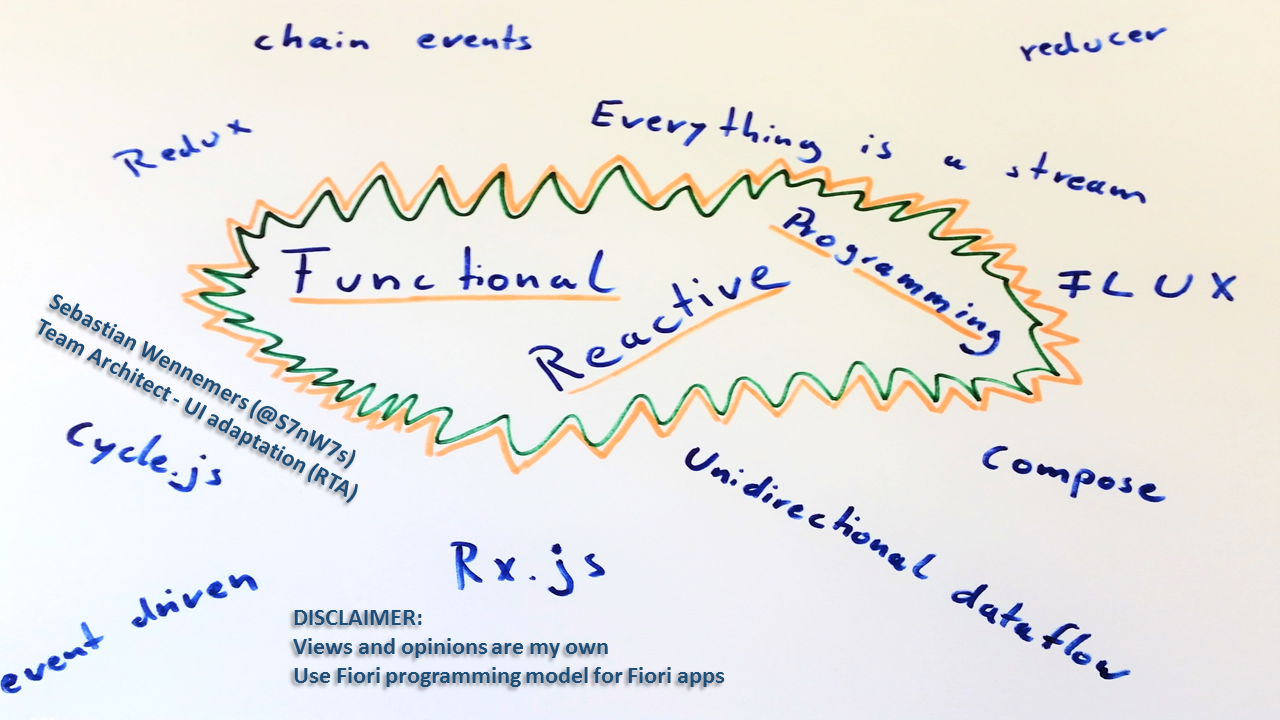 chain events
reducer
Redux
Everything is a stream
Functional
Reactive
Programming
FLUX
Sebastian Wennemers (@S7nW7s)
Team Architect - UI adaptation (RTA)
Cycle.js
Compose
Unidirectional dataflow
Rx.js
event driven
DISCLAIMER:
Views and opinions are my own
Use Fiori programming model for Fiori apps